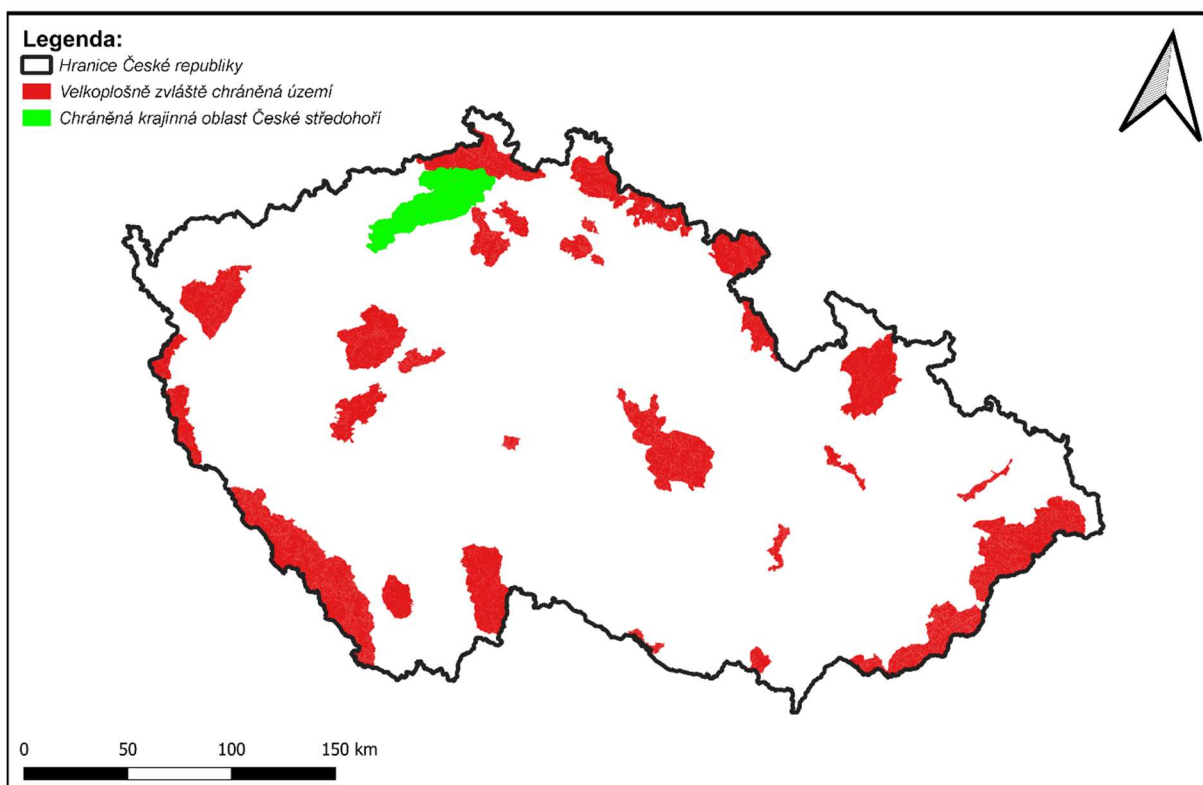 Legenda:
Hranice České republiky
Velkoplošně zvláště chráněná území
Chráněná krajinná oblast České středohoří
0 50 100 150 km